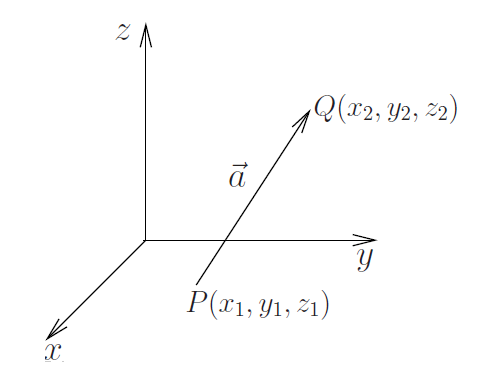 z
Q(x₂, y₂, z₂)
a⃗
y
P(x₁, y₁, z₁)
x